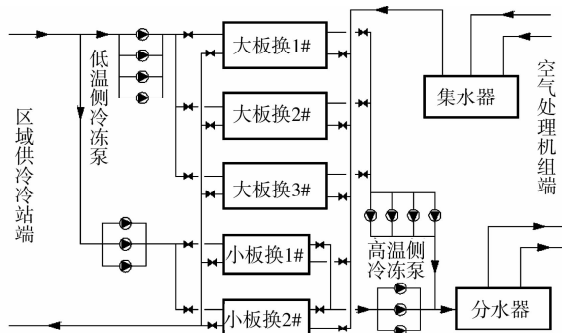 大板换1#
大板换2#
大板换3#
小板换1#
小板换2#
低温侧冷冻泵
区域供冷冷站端
高温侧
冷冻泵
集水器
分水器
空气处理机组端